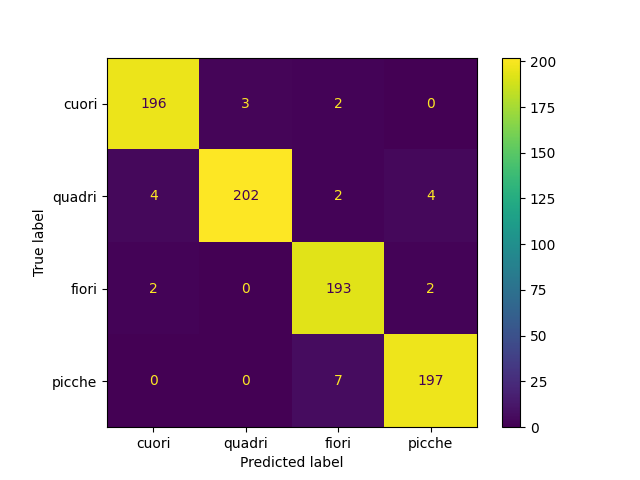 cuori 196 3 2 0
quadri 4 202 2 4
fiori 2 0 193 2
picche 0 0 7 197
cuori quadri fiori picche
Predicted label
True label
200
175
150
125
100
75
50
25
0